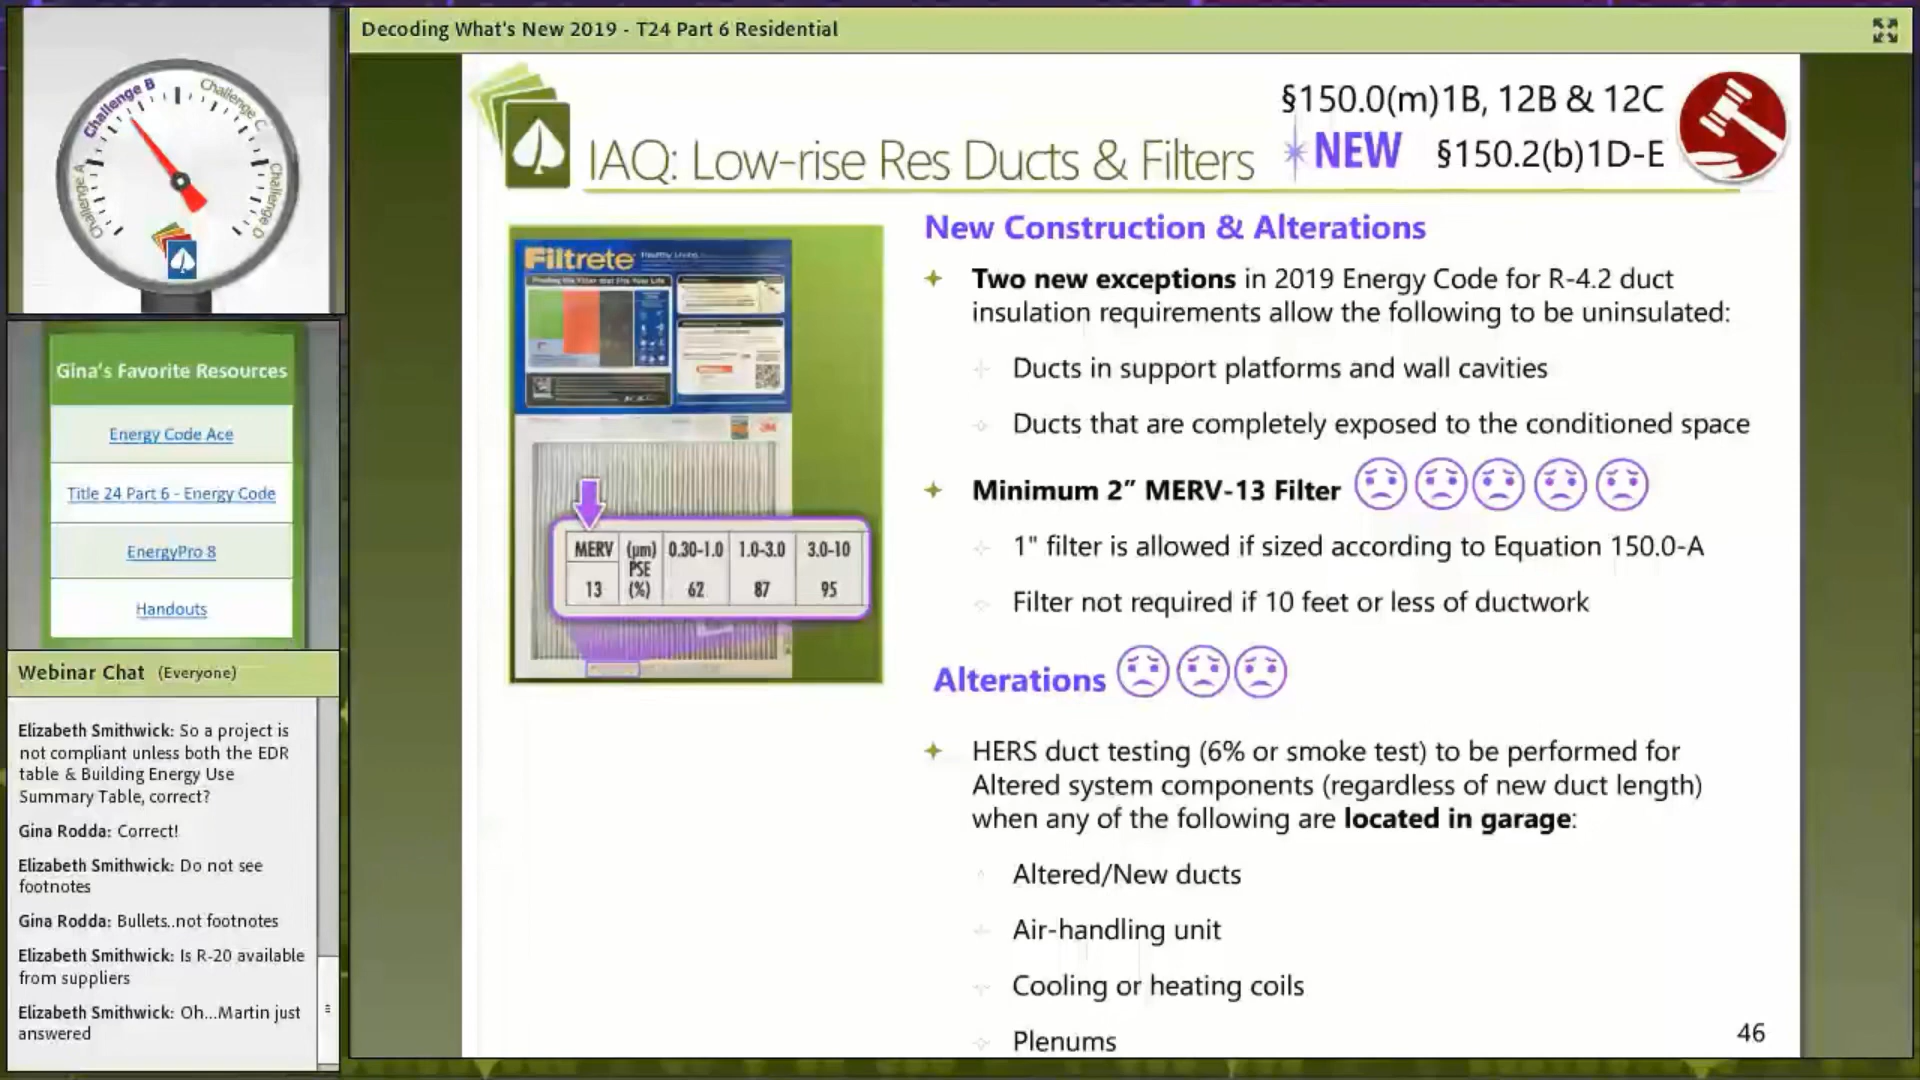 Decoding What's New 2019 - T24 Part 6 Residential
Challenge A
Challenge B
Challenge C
Challenge D
Gina's Favorite Resources
Energy Code Ace
Title 24 Part 6 - Energy Code
EnergyPro 8
Handouts
Webinar Chat (Everyone)
Elizabeth Smithwick: So a project is
not compliant unless both the EDR
table & Building Energy Use
Summary Table, correct?
Gina Rodda: Correct!
Elizabeth Smithwick: Do not see
footnotes
Gina Rodda: Bullets..not footnotes
Elizabeth Smithwick: Is R-20 available
from suppliers
Elizabeth Smithwick: Oh...Martin just
answered
§150.0(m)1B, 12B & 12C
IAQ: Low-rise Res Ducts & Filters
NEW §150.2(b)1D-E
Filtrete Healthy Living
Finding the Filter that Fits Your Life
3M
MERV (µm) 0.30-1.0 1.0-3.0 3.0-10
PSE
13 (%) 62 87 95
New Construction & Alterations
Two new exceptions in 2019 Energy Code for R-4.2 duct
insulation requirements allow the following to be uninsulated:
Ducts in support platforms and wall cavities
Ducts that are completely exposed to the conditioned space
Minimum 2” MERV-13 Filter
1" filter is allowed if sized according to Equation 150.0-A
Filter not required if 10 feet or less of ductwork
Alterations
HERS duct testing (6% or smoke test) to be performed for
Altered system components (regardless of new duct length)
when any of the following are located in garage:
Altered/New ducts
Air-handling unit
Cooling or heating coils
Plenums
46